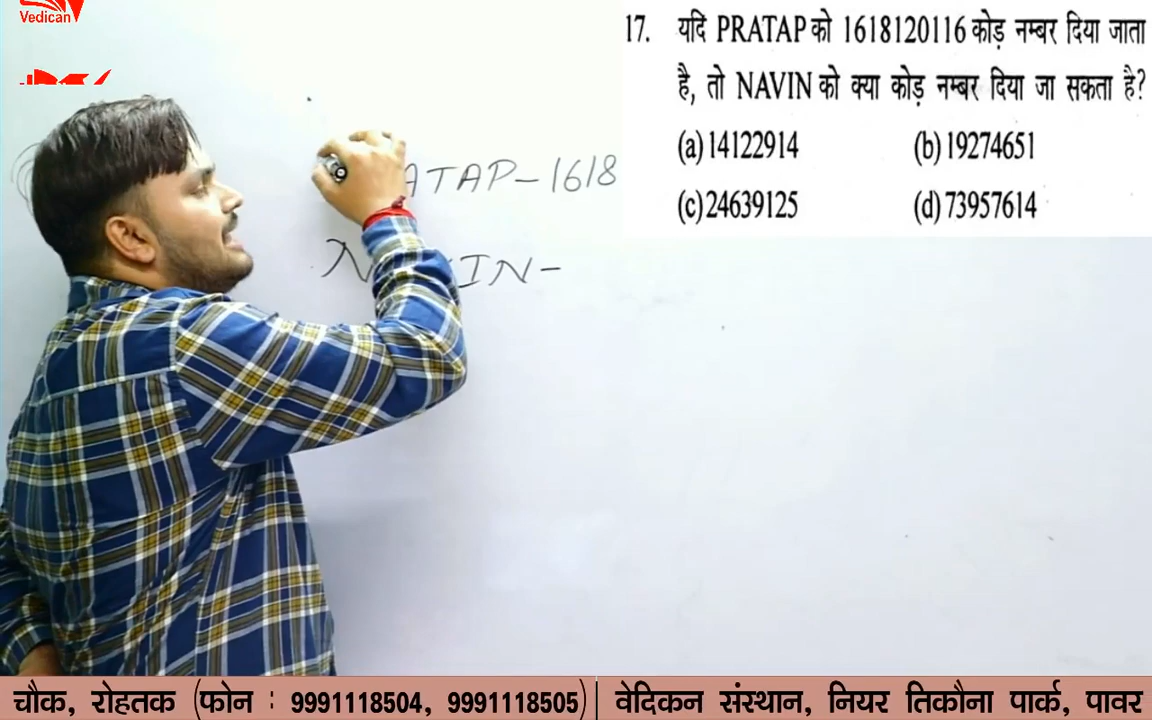 Vedican
17. यदि PRATAP को 1618120116 कोड़ नम्बर दिया जाता
है, तो NAVIN को क्या कोड़ नम्बर दिया जा सकता है?
(a) 14122914 (b) 19274651
(c) 24639125 (d) 73957614
ATAP-1618
N IN-
चौक, रोहतक (फोन : 9991118504, 9991118505) | वेदिकन संस्थान, नियर तिकौना पार्क, पावर